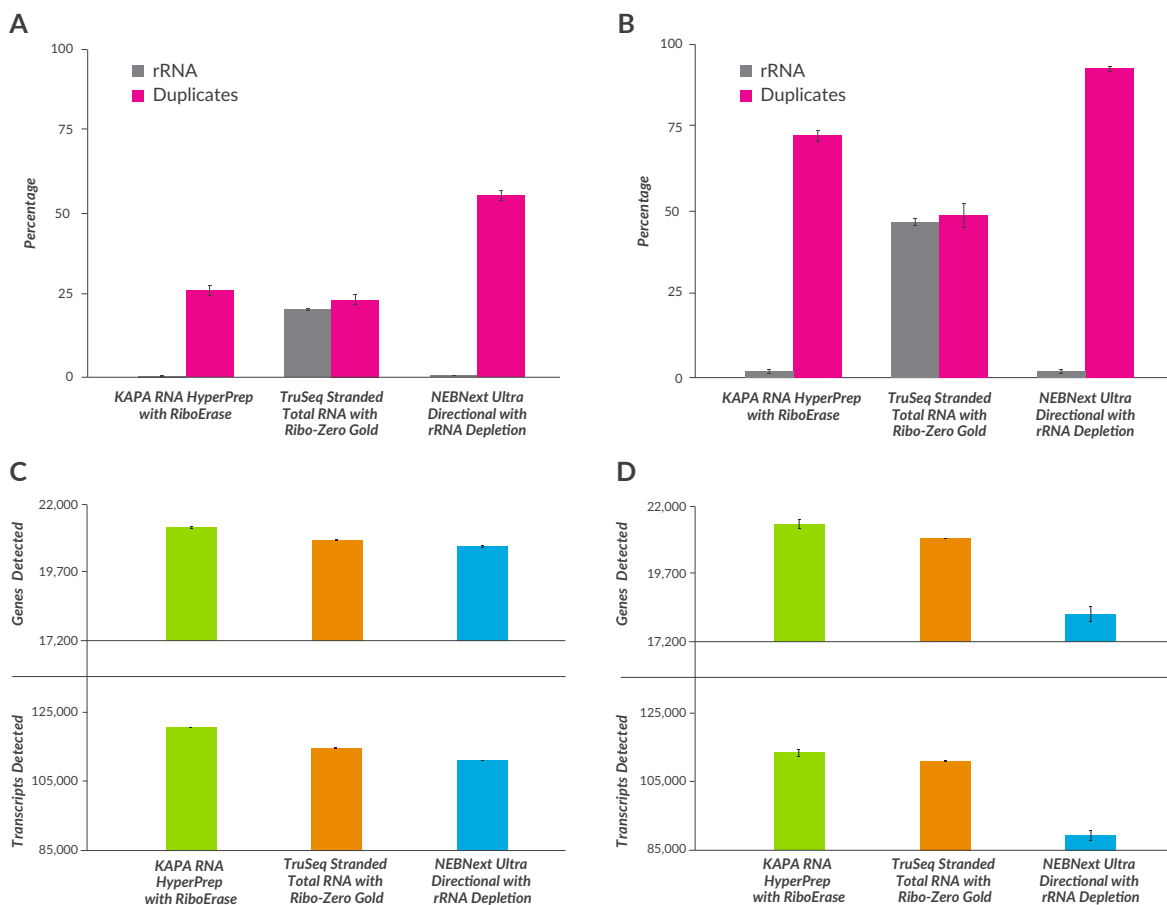 A
100
75
50
25
0
Percentage
rRNA
Duplicates
KAPA RNA HyperPrep
with RiboErase
TruSeq Stranded
Total RNA with
Ribo-Zero Gold
NEBNext Ultra
Directional with
rRNA Depletion
B
100
75
50
25
0
Percentage
rRNA
Duplicates
KAPA RNA HyperPrep
with RiboErase
TruSeq Stranded
Total RNA with
Ribo-Zero Gold
NEBNext Ultra
Directional with
rRNA Depletion
C
22,000
19,700
17,200
Genes Detected
125,000
105,000
85,000
Transcripts Detected
KAPA RNA
HyperPrep
with RiboErase
TruSeq Stranded
Total RNA with
Ribo-Zero Gold
NEBNext Ultra
Directional with
rRNA Depletion
D
22,000
19,700
17,200
Genes Detected
125,000
105,000
85,000
Transcripts Detected
KAPA RNA
HyperPrep
with RiboErase
TruSeq Stranded
Total RNA with
Ribo-Zero Gold
NEBNext Ultra
Directional with
rRNA Depletion